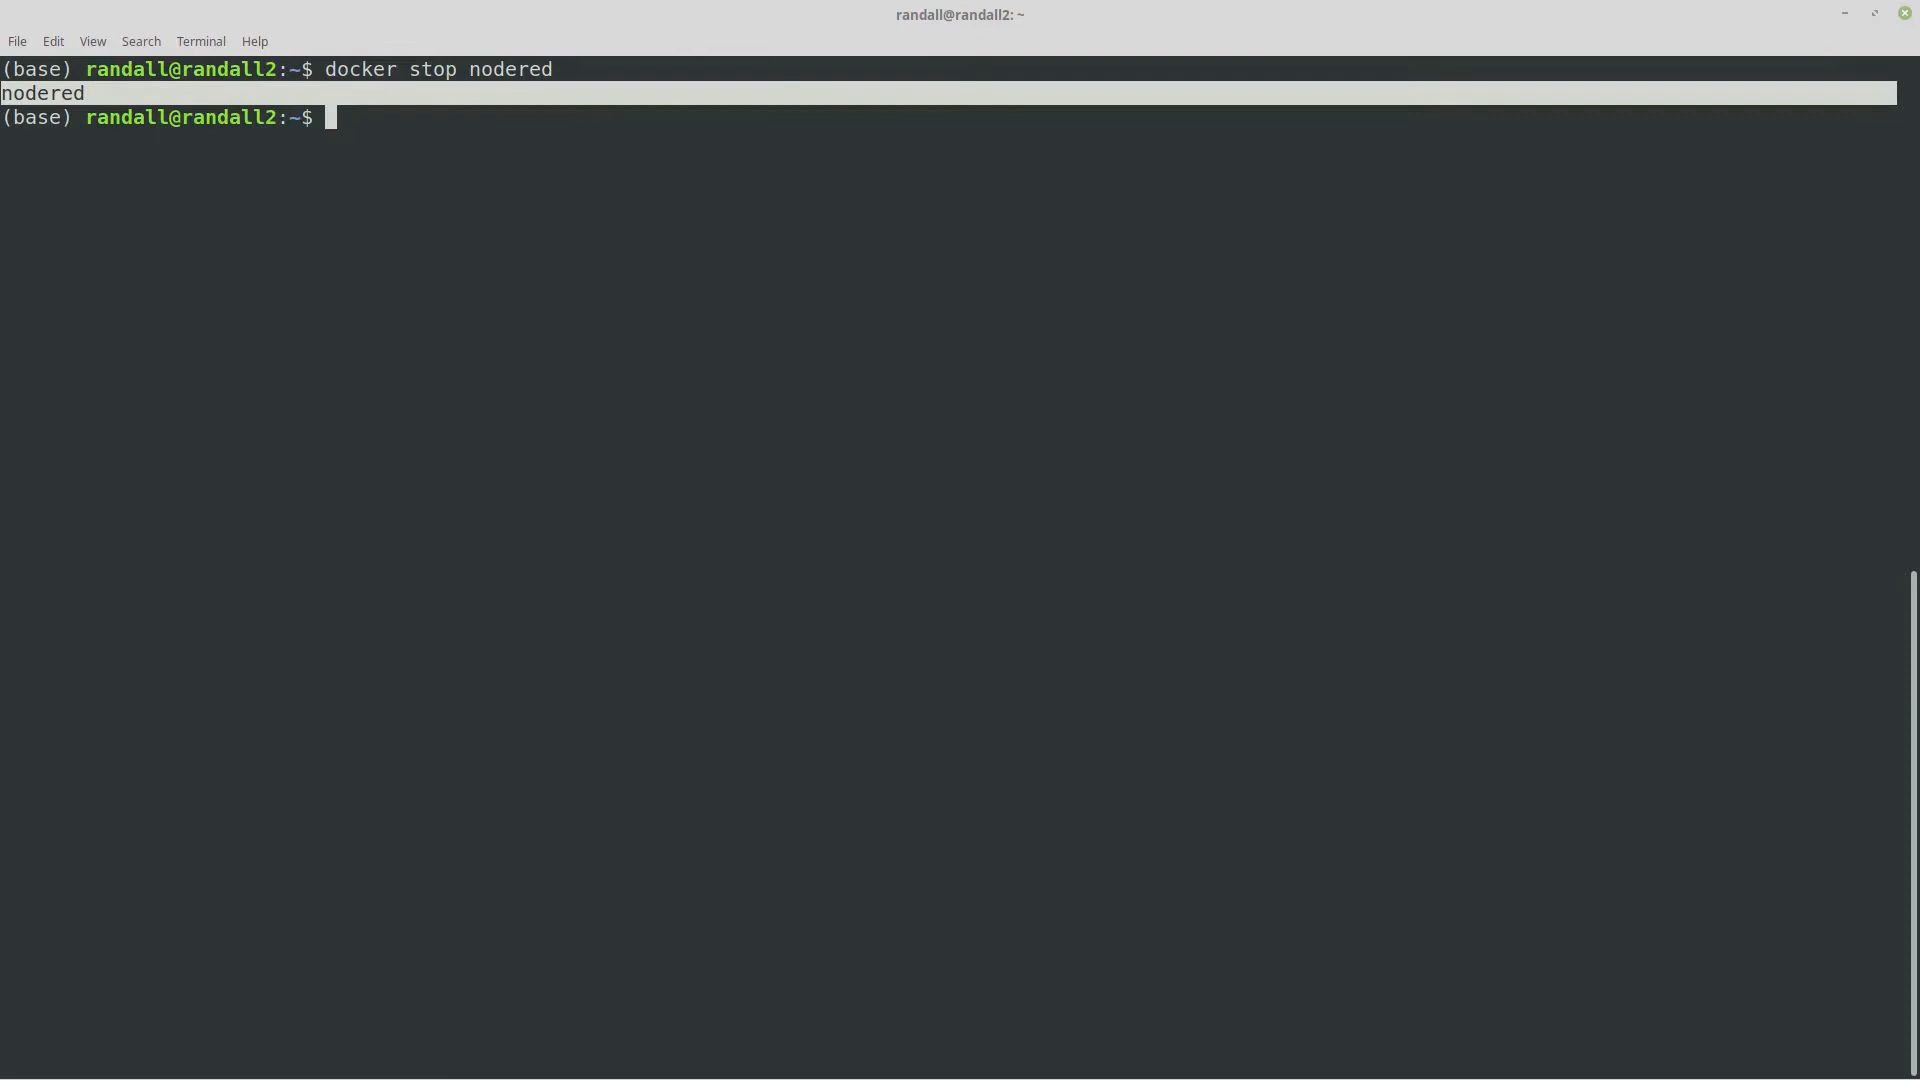 randall@randall2: ~
File Edit View Search Terminal Help
(base) randall@randall2:~$ docker stop nodered
nodered
(base) randall@randall2:~$